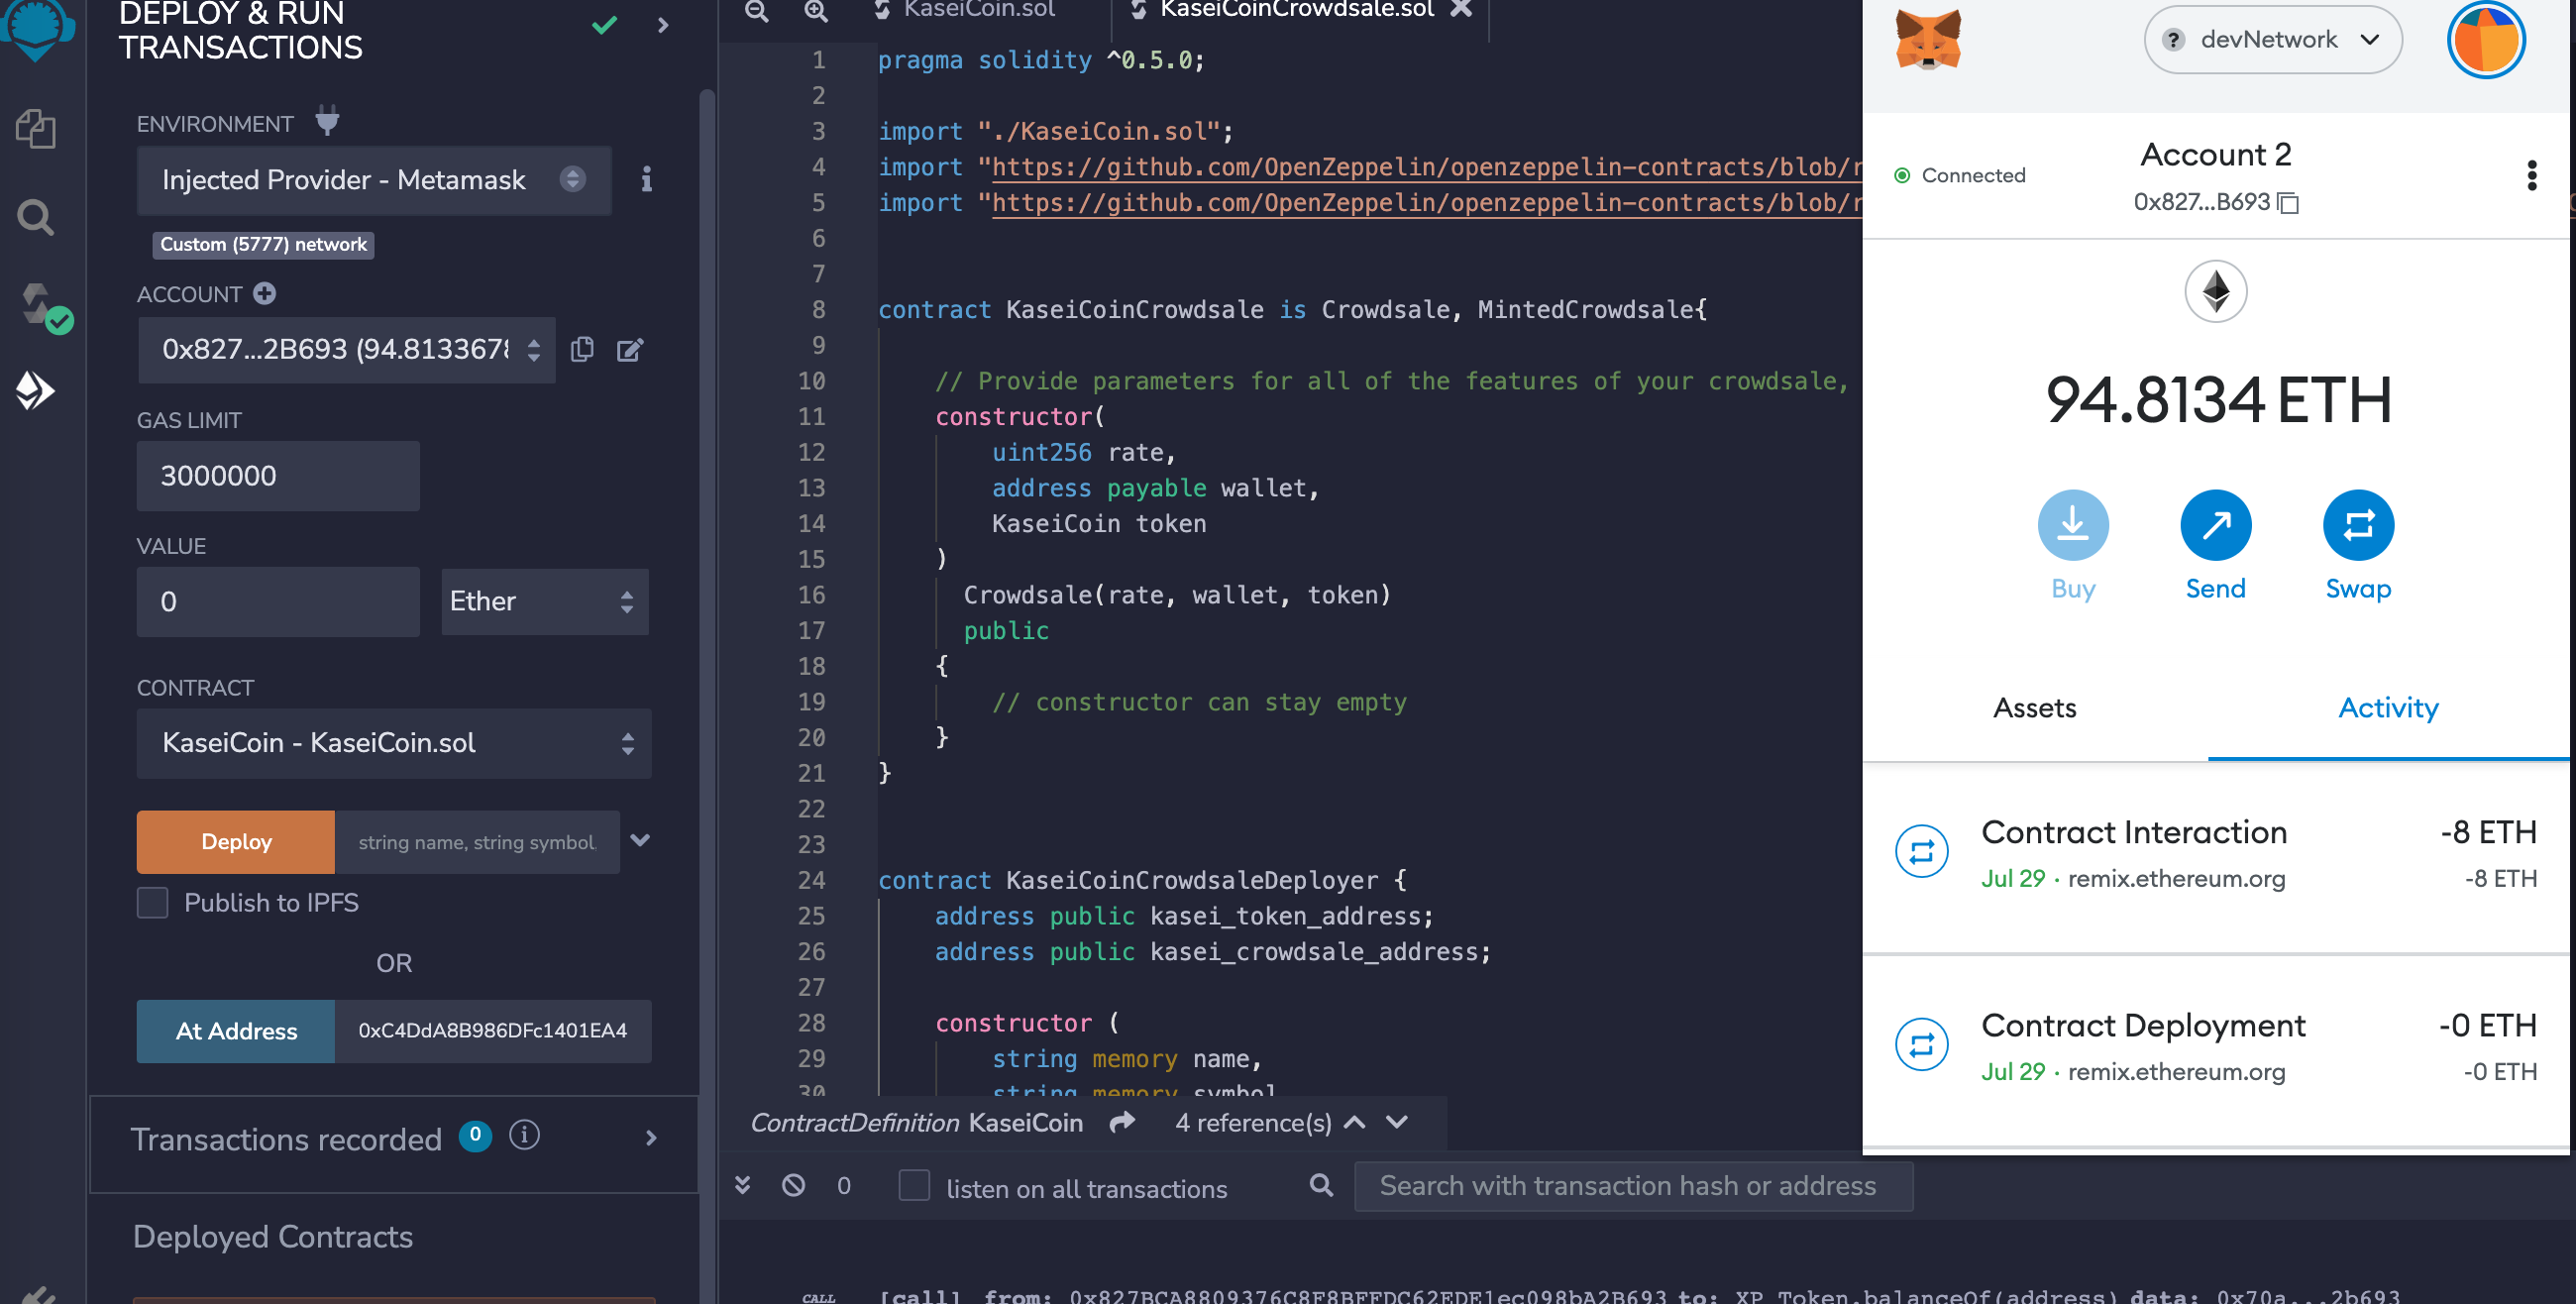 DEPLOY & RUN
TRANSACTIONS
ENVIRONMENT
Injected Provider - Metamask
Custom (5777) network
ACCOUNT
0x827...2B693 (94.8133678
GAS LIMIT
3000000
VALUE
0
Ether
CONTRACT
KaseiCoin - KaseiCoin.sol
Deploy
string name, string symbol,
Publish to IPFS
OR
At Address
0xC4DdA8B986DFc1401EA4
Transactions recorded 0
Deployed Contracts
KaseiCoin.sol
KaseiCoinCrowdsale.sol
1 pragma solidity ^0.5.0;
2
3 import "./KaseiCoin.sol";
4 import "https://github.com/OpenZeppelin/openzeppelin-contracts/blob/r
5 import "https://github.com/OpenZeppelin/openzeppelin-contracts/blob/r
6
7
8 contract KaseiCoinCrowdsale is Crowdsale, MintedCrowdsale{
9
10 // Provide parameters for all of the features of your crowdsale,
11 constructor(
12 uint256 rate,
13 address payable wallet,
14 KaseiCoin token
15 )
16 Crowdsale(rate, wallet, token)
17 public
18 {
19 // constructor can stay empty
20 }
21 }
22
23
24 contract KaseiCoinCrowdsaleDeployer {
25 address public kasei_token_address;
26 address public kasei_crowdsale_address;
27
28 constructor (
29 string memory name,
30 string memory symbol
ContractDefinition KaseiCoin 4 reference(s)
0 listen on all transactions
Search with transaction hash or address
CALL [call] from: 0x827BCA8809376C8F8BFFDC62EDE1ec098bA2B693 to: XP Token.balanceOf(address) data: 0x70a...2b693
devNetwork
Connected
Account 2
0x827...B693
94.8134 ETH
Buy
Send
Swap
Assets
Activity
Contract Interaction
-8 ETH
Jul 29 · remix.ethereum.org
-8 ETH
Contract Deployment
-0 ETH
Jul 29 · remix.ethereum.org
-0 ETH